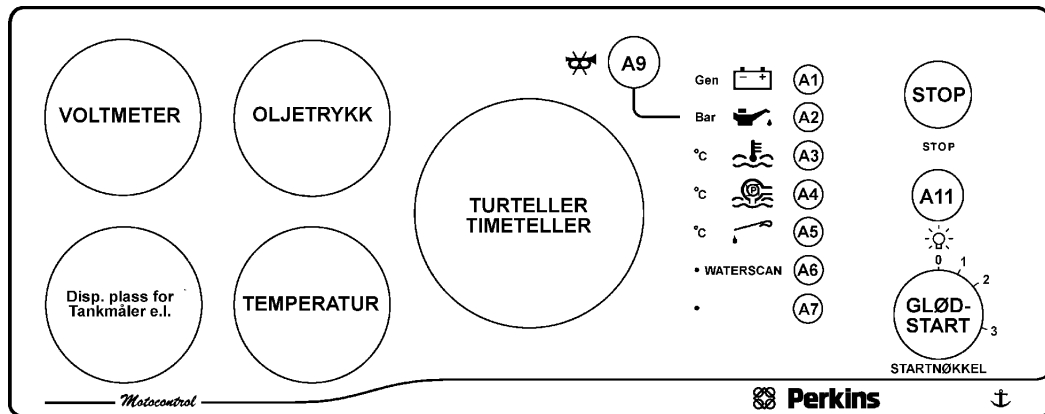 VOLTMETER
OLJETRYKK
Disp. plass for
Tankmåler e.l.
TEMPERATUR
TURTELLER
TIMETELLER
A9
Gen - + A1
Bar A2
°C A3
°C P A4
°C A5
• WATERSCAN A6
• A7
STOP
STOP
A11
0 1 2 3
GLØD-
START
STARTNØKKEL
Motocontrol
Perkins